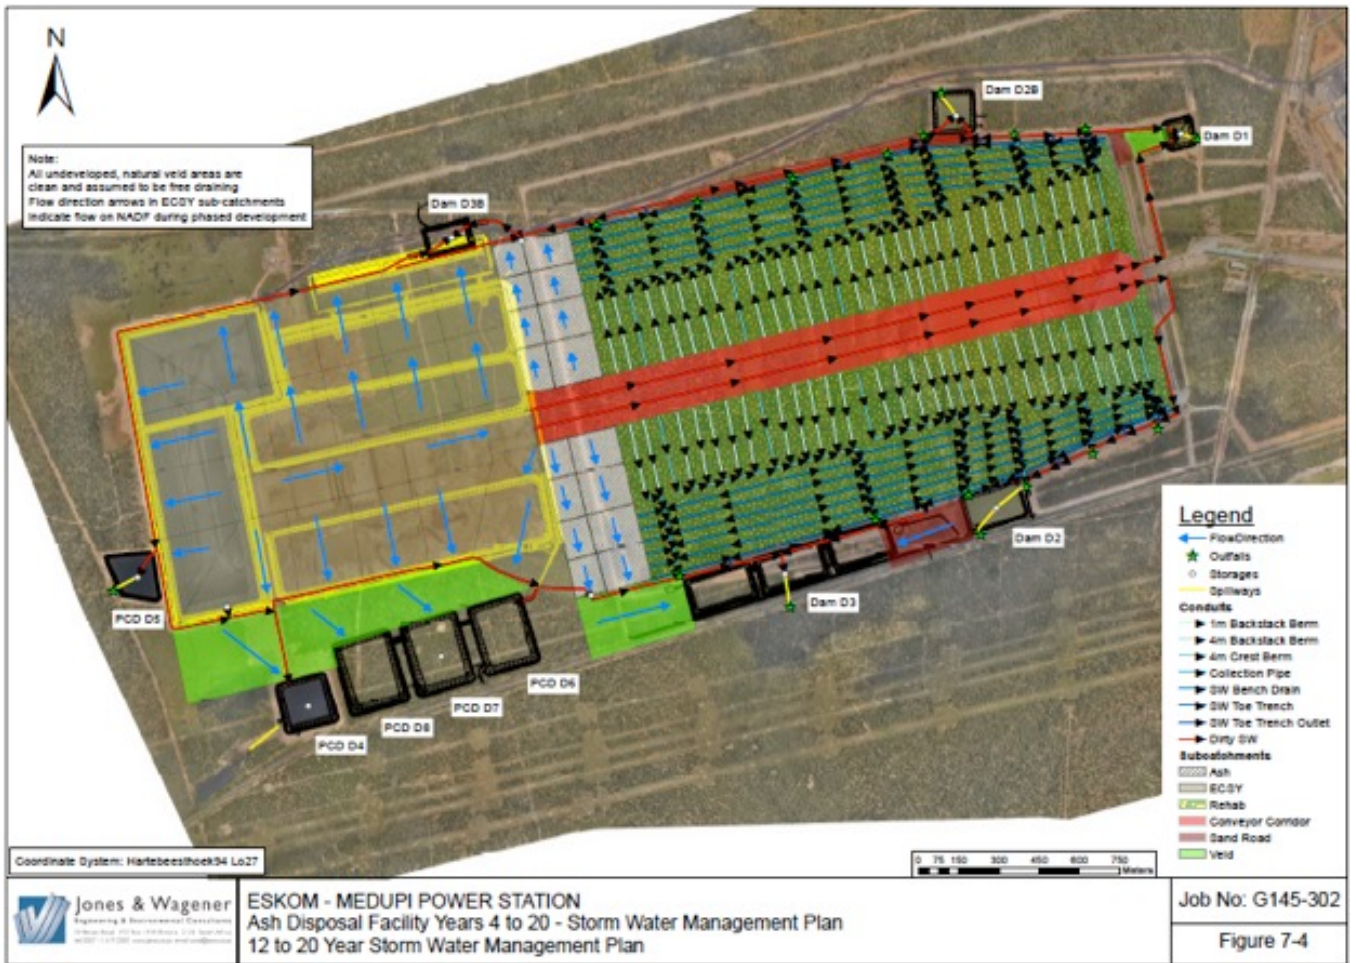 N
Note:
All undeveloped, natural veld areas are
clean and assumed to be free draining
Flow direction arrows in ECSY sub-catchments
indicate flow on NADF during phased development
Dam D2B
Dam D1
Dam D3B
Dam D2
Dam D3
PCD D5
PCD D6
PCD D7
PCD D8
PCD D4
Legend
FlowDirection
Outfalls
Storages
Spillways
Conduits
1m Backstack Berm
4m Backstack Berm
4m Crest Berm
Collection Pipe
SW Bench Drain
SW Toe Trench
SW Toe Trench Outlet
Dirty SW
Subcatchments
Ash
ECSY
Rehab
Conveyor Corridor
Sand Road
Veld
0 75 150 300 450 600 750
Meters
Coordinate System: Hartebeesthoek94 Lo27
Jones & Wagener
Engineering & Environmental Consultants
ESKOM - MEDUPI POWER STATION
Ash Disposal Facility Years 4 to 20 - Storm Water Management Plan
12 to 20 Year Storm Water Management Plan
Job No: G145-302
Figure 7-4